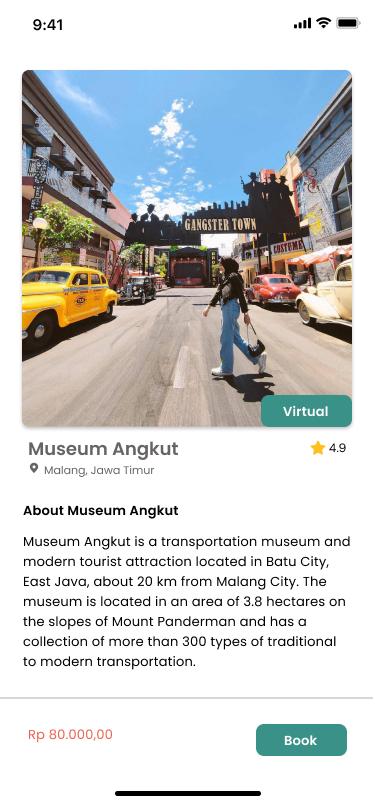 9:41
GANGSTER TOWN
COSTUME
Virtual
Museum Angkut
4.9
Malang, Jawa Timur
About Museum Angkut
Museum Angkut is a transportation museum and
modern tourist attraction located in Batu City,
East Java, about 20 km from Malang City. The
museum is located in an area of 3.8 hectares on
the slopes of Mount Panderman and has a
collection of more than 300 types of traditional
to modern transportation.
Rp 80.000,00
Book